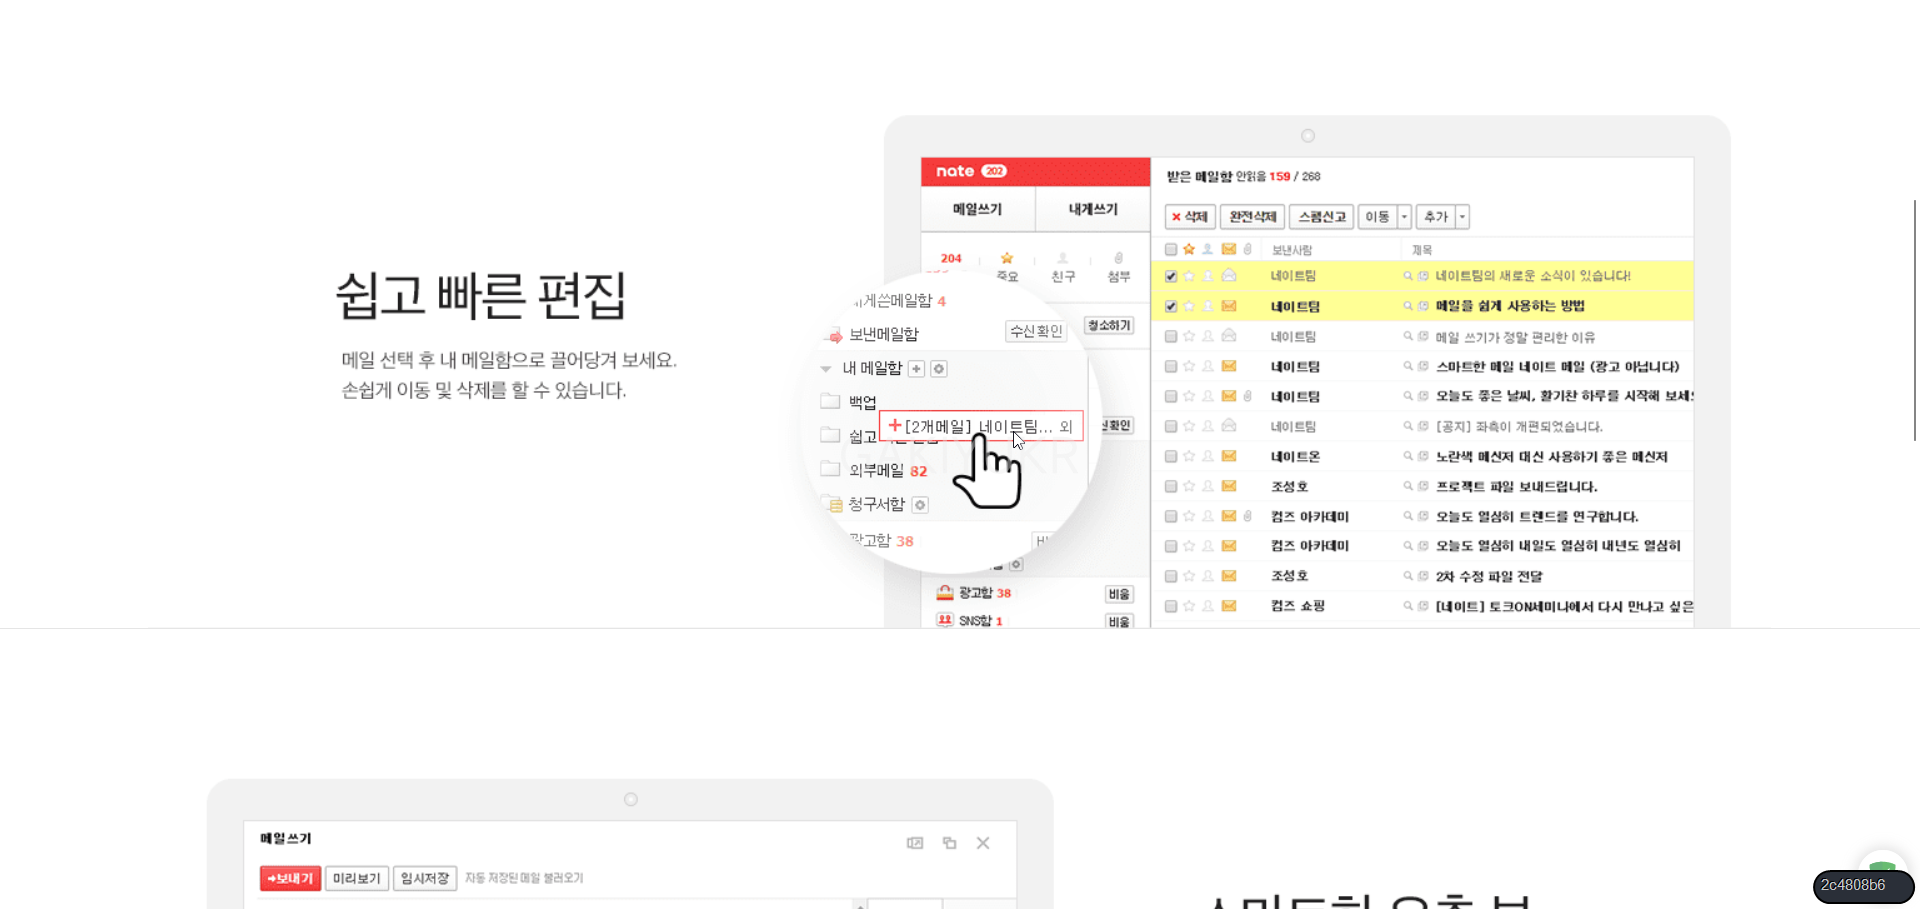 쉽고 빠른 편집
메일 선택 후 내 메일함으로 끌어당겨 보세요.
손쉽게 이동 및 삭제를 할 수 있습니다.
nate 202
메일쓰기 내게쓰기
204
중요 친구 첨부
내게쓴메일함 4
보낸메일함 수신확인
청소하기
내 메일함
백업
[2개메일] 네이트팀... 외
쉽고
외부메일 82
청구서함
광고함 38
광고함 38 비움
SNS함 1 비움
받은 메일함 안읽음 159 / 268
삭제 완전삭제 스팸신고 이동 추가
보낸사람 제목
네이트팀 네이트팀의 새로운 소식이 있습니다!
네이트팀 메일을 쉽게 사용하는 방법
네이트팀 메일 쓰기가 정말 편리한 이유
네이트팀 스마트한 메일 네이트 메일 (광고 아닙니다)
네이트팀 오늘도 좋은 날씨, 활기찬 하루를 시작해 보세요
네이트팀 [공지] 좌측이 개편되었습니다.
네이트온 노란색 메신저 대신 사용하기 좋은 메신저
조성호 프로젝트 파일 보내드립니다.
컴즈 아카데미 오늘도 열심히 트렌드를 연구합니다.
컴즈 아카데미 오늘도 열심히 내일도 열심히 내년도 열심히
조성호 2차 수정 파일 전달
컴즈 쇼핑 [네이트] 토크ON세미나에서 다시 만나고 싶은
메일쓰기
보내기 미리보기 임시저장 자동 저장된 메일 불러오기
2c4808b6